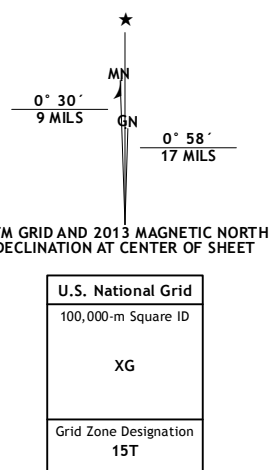 MN
0° 30´
9 MILS
GN
0° 58´
17 MILS
TM GRID AND 2013 MAGNETIC NORTH
DECLINATION AT CENTER OF SHEET
U.S. National Grid
100,000-m Square ID
XG
Grid Zone Designation
15T